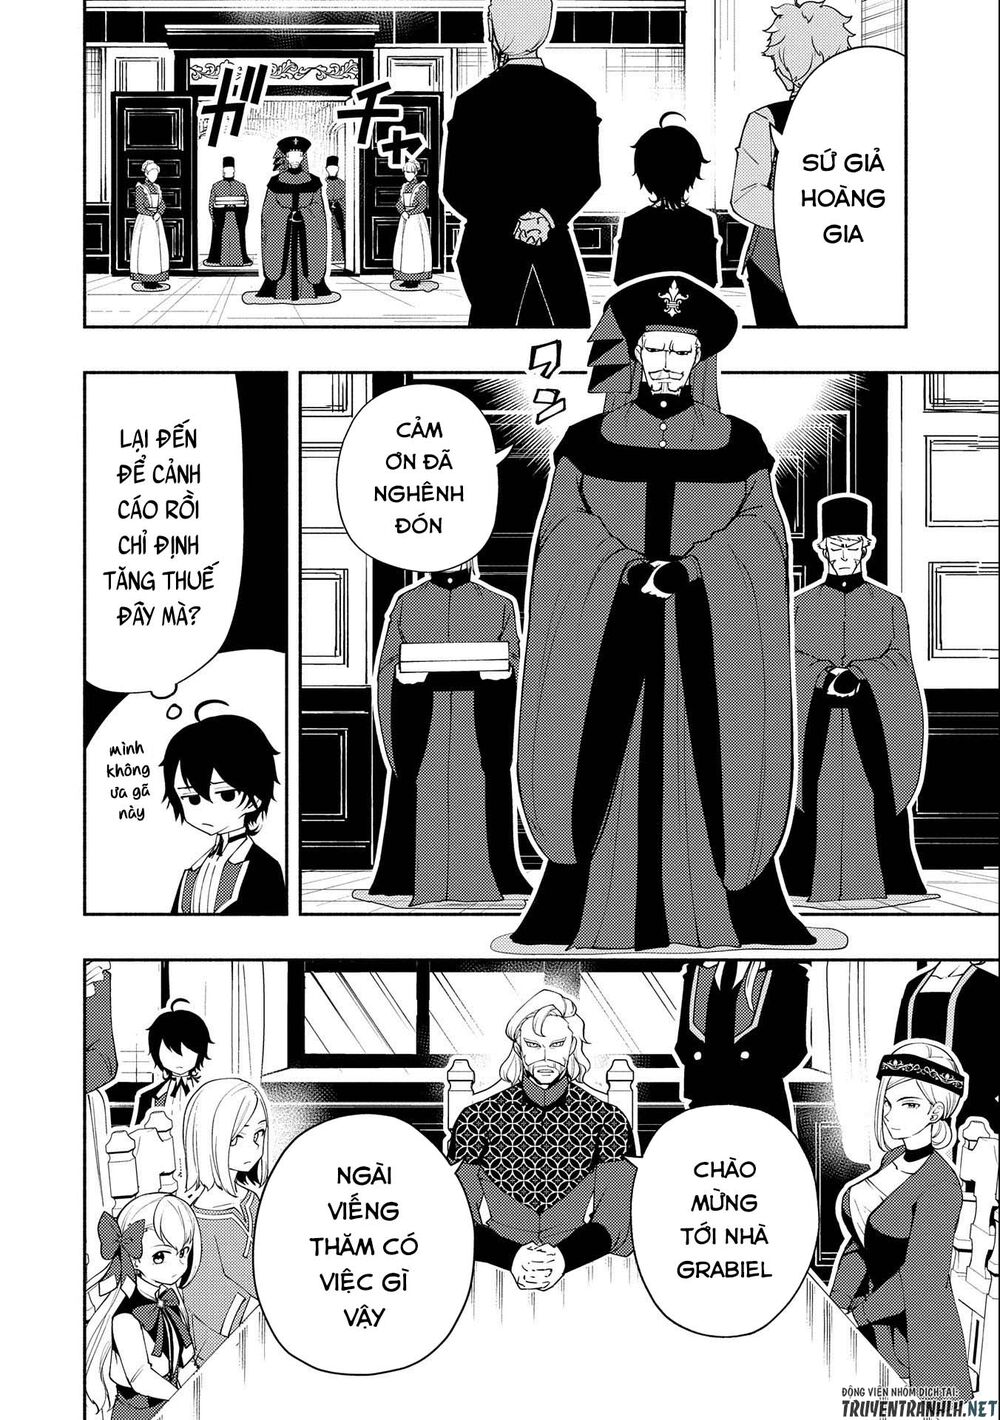 ガチャ
SỨ GIẢ
HOÀNG
GIA
ペコ
CẢM
ƠN ĐÃ
NGHÊNH
ĐÓN
LẠI ĐẾN
ĐỂ CẢNH
CÁO RỒI
CHỈ ĐỊNH
TĂNG THUẾ
ĐÂY MÀ?
mình
không
ưa gã
này
CHÀO
MỪNG
TỚI NHÀ
GRABIEL
NGÀI
VIẾNG
THĂM CÓ
VIỆC GÌ
VẬY
ĐỘNG VIÊN NHÓM DỊCH TẠI:
TRUYENTRANHLH.NET